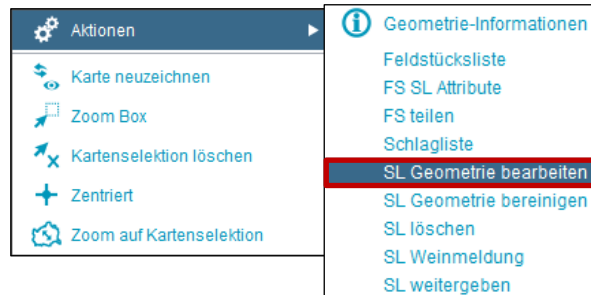 Aktionen
Karte neuzeichnen
Zoom Box
Kartenselektion löschen
Zentriert
Zoom auf Kartenselektion
Geometrie-Informationen
Feldstücksliste
FS SL Attribute
FS teilen
Schlagliste
SL Geometrie bearbeiten
SL Geometrie bereinigen
SL löschen
SL Weinmeldung
SL weitergeben